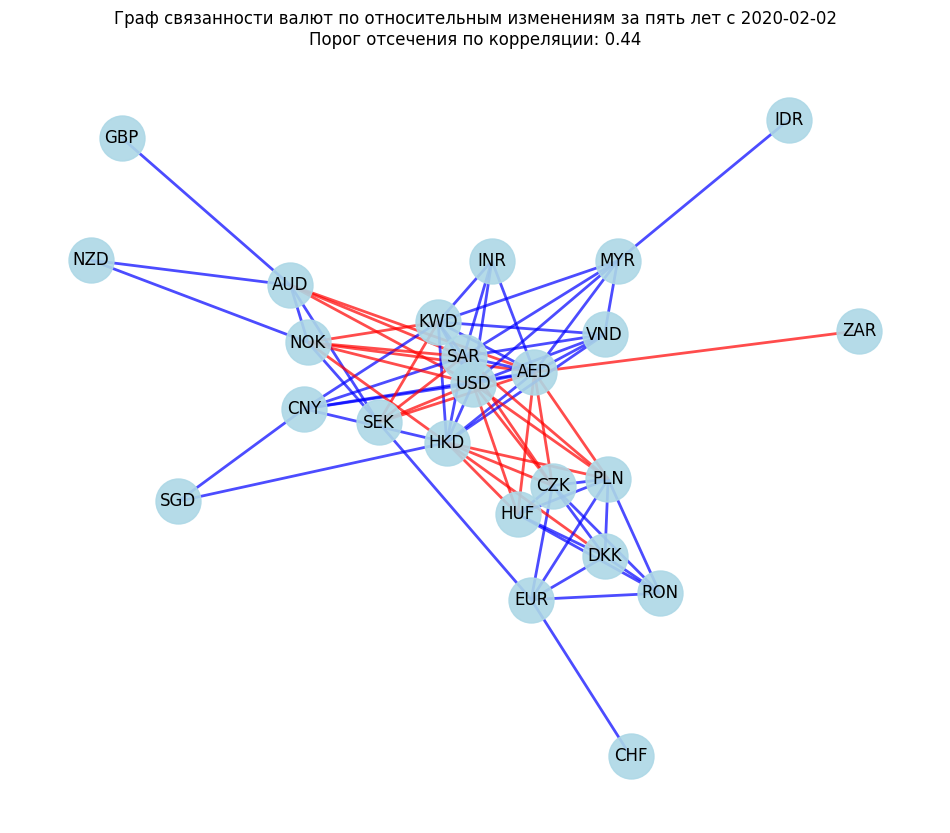 Граф связанности валют по относительным изменениям за пять лет с 2020-02-02
Порог отсечения по корреляции: 0.44
IDR
GBP
NZD
INR
MYR
AUD
KWD
ZAR
VND
NOK
SAR
AED
USD
CNY
SEK
HKD
PLN
CZK
SGD
HUF
DKK
RON
EUR
CHF